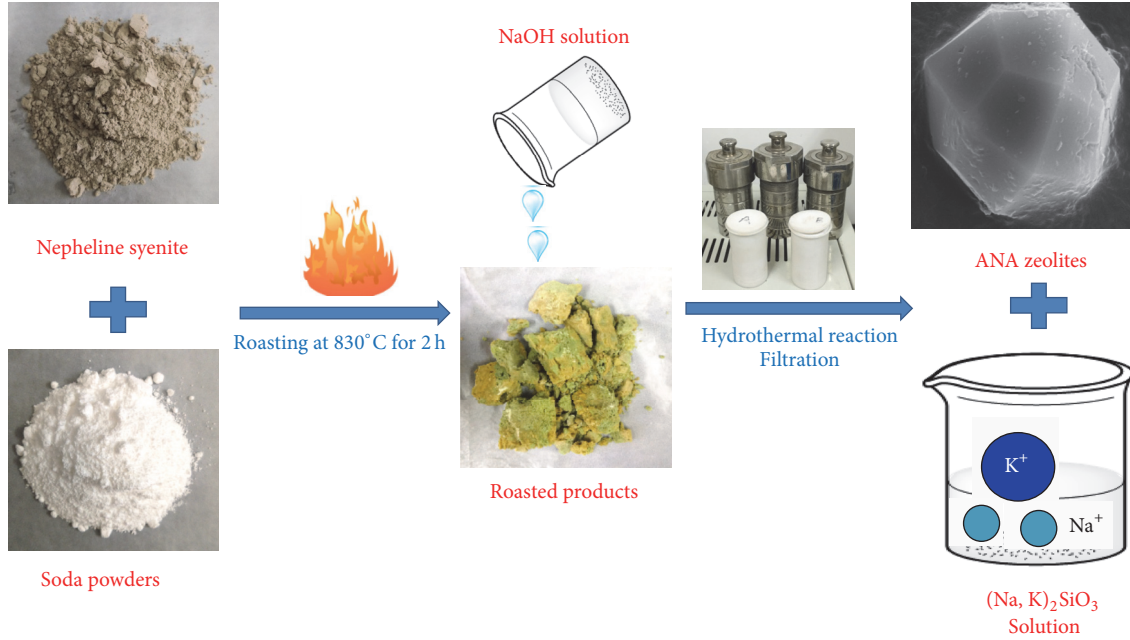 NaOH solution
Nepheline syenite
Roasting at 830°C for 2 h
Soda powders
Roasted products
Hydrothermal reaction
Filtration
ANA zeolites
K⁺
Na⁺
(Na, K)₂SiO₃
Solution